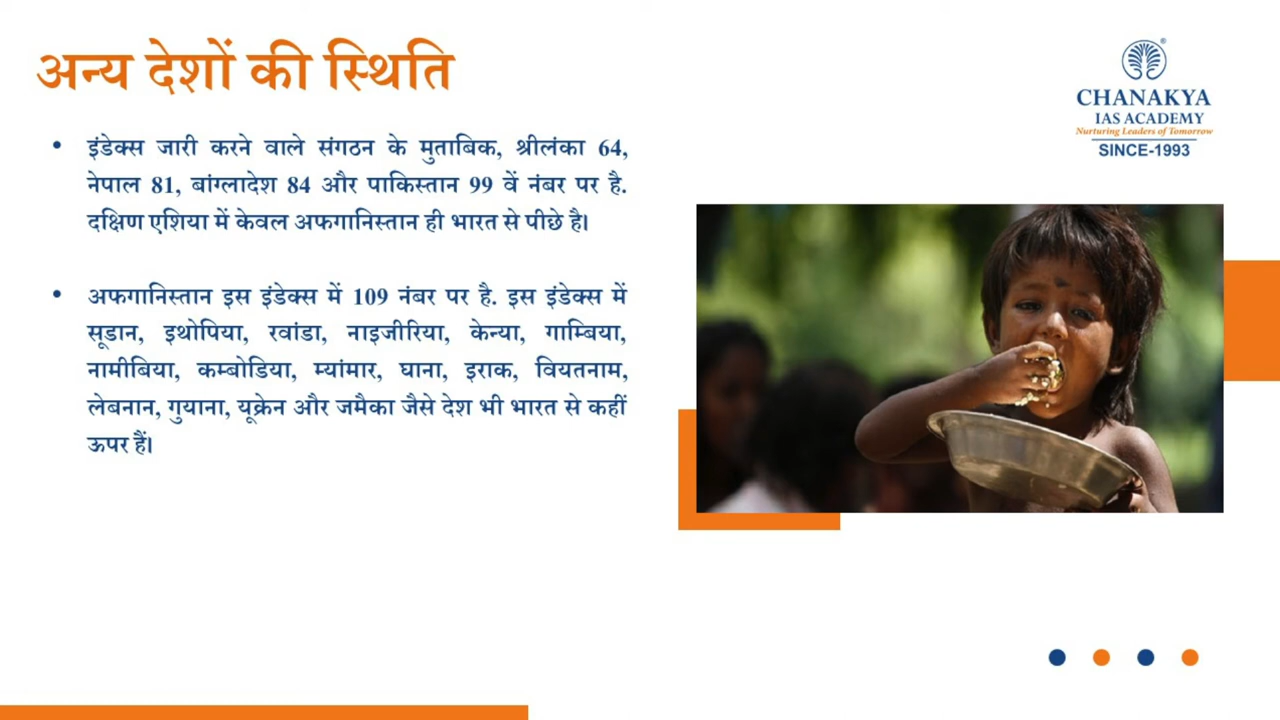 अन्य देशों की स्थिति
CHANAKYA
IAS ACADEMY
Nurturing Leaders of Tomorrow
SINCE-1993
• इंडेक्स जारी करने वाले संगठन के मुताबिक, श्रीलंका 64,
नेपाल 81, बांग्लादेश 84 और पाकिस्तान 99 वें नंबर पर है.
दक्षिण एशिया में केवल अफगानिस्तान ही भारत से पीछे है।
• अफगानिस्तान इस इंडेक्स में 109 नंबर पर है. इस इंडेक्स में
सूडान, इथोपिया, रवांडा, नाइजीरिया, केन्या, गाम्बिया,
नामीबिया, कम्बोडिया, म्यांमार, घाना, इराक, वियतनाम,
लेबनान, गुयाना, यूक्रेन और जमैका जैसे देश भी भारत से कहीं
ऊपर हैं।